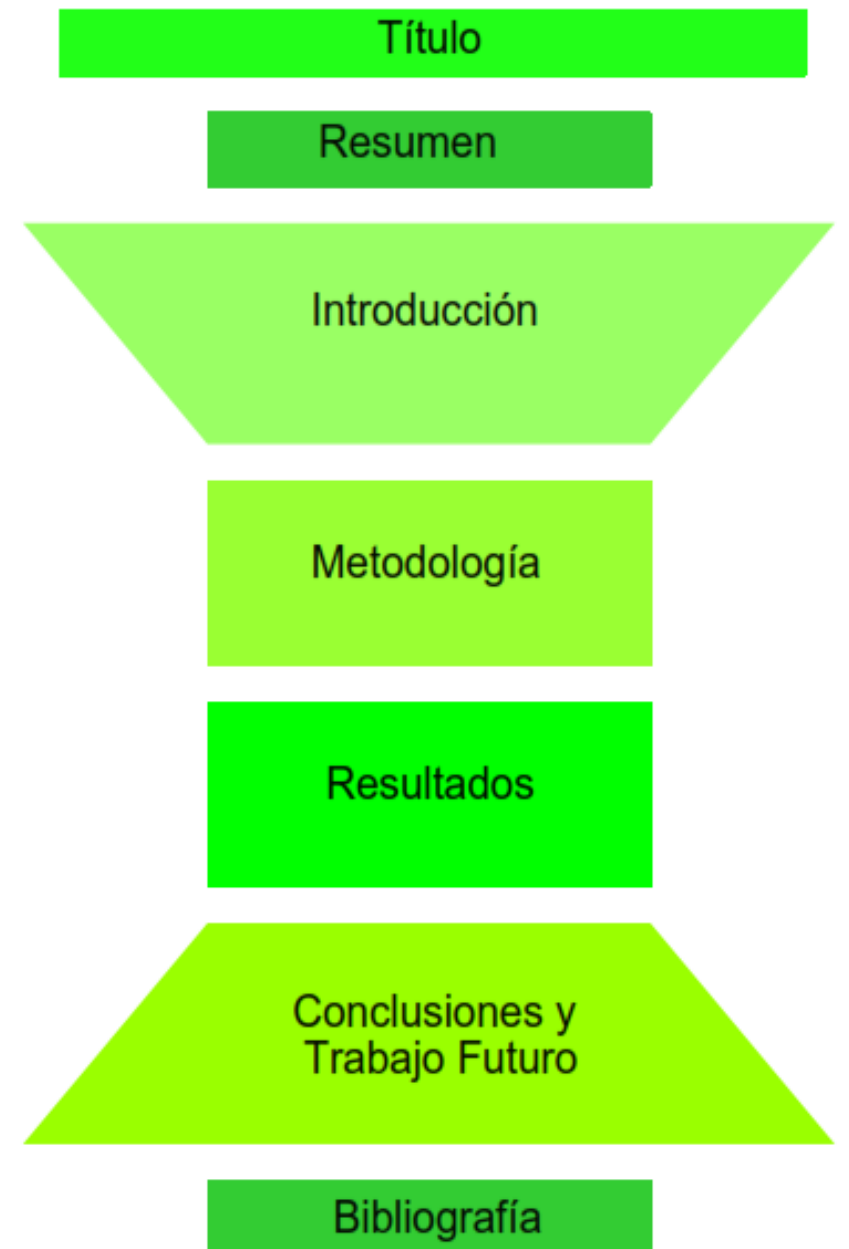 Título
Resumen
Introducción
Metodología
Resultados
Conclusiones y
Trabajo Futuro
Bibliografía